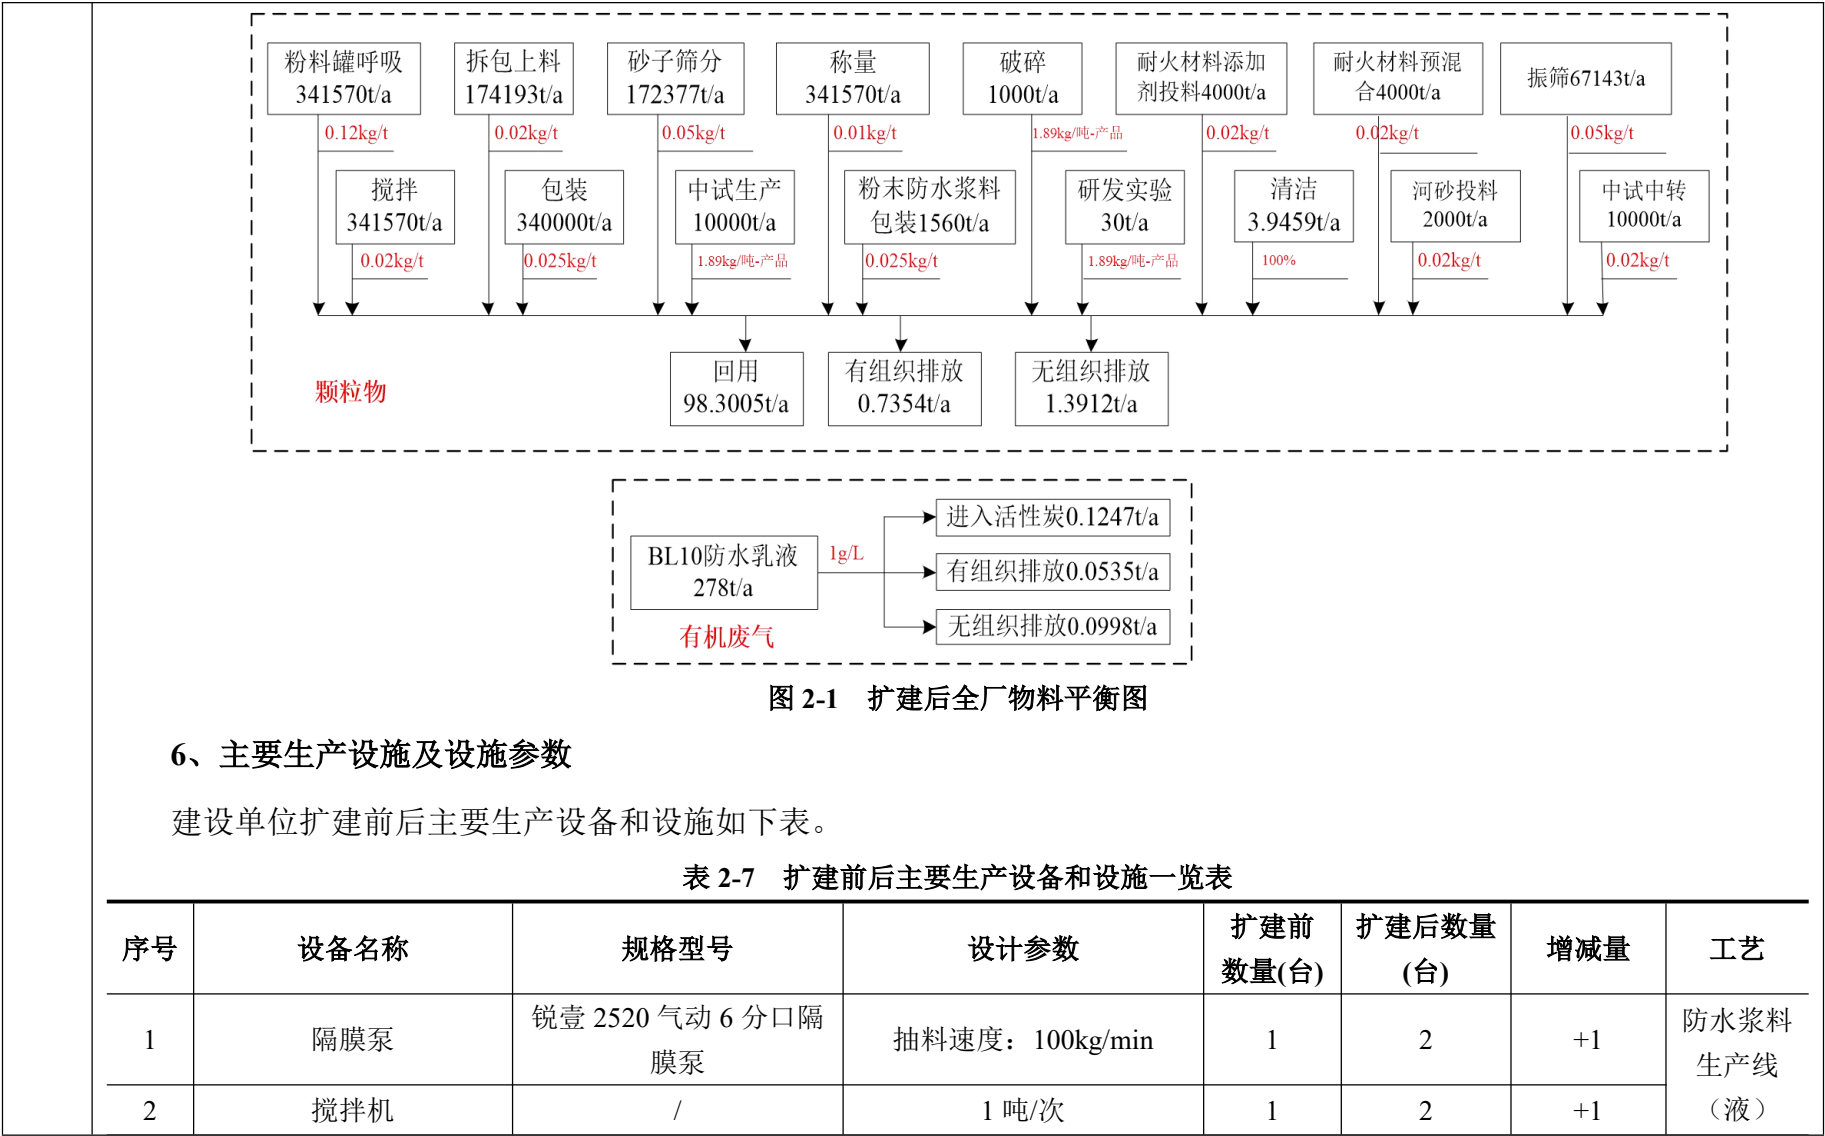 粉料罐呼吸
341570t/a
拆包上料
174193t/a
砂子筛分
172377t/a
称量
341570t/a
破碎
1000t/a
耐火材料添加
剂投料4000t/a
耐火材料预混
合4000t/a
振筛67143t/a
0.12kg/t
0.02kg/t
0.05kg/t
0.01kg/t
1.89kg/吨-产品
0.02kg/t
0.02kg/t
0.05kg/t
搅拌
341570t/a
包装
340000t/a
中试生产
10000t/a
粉末防水浆料
包装1560t/a
研发实验
30t/a
清洁
3.9459t/a
河砂投料
2000t/a
中试中转
10000t/a
0.02kg/t
0.025kg/t
1.89kg/吨-产品
0.025kg/t
1.89kg/吨-产品
100%
0.02kg/t
0.02kg/t
颗粒物
回用
98.3005t/a
有组织排放
0.7354t/a
无组织排放
1.3912t/a
BL10防水乳液
278t/a
1g/L
进入活性炭0.1247t/a
有组织排放0.0535t/a
无组织排放0.0998t/a
有机废气
图 2-1 扩建后全厂物料平衡图
6、主要生产设施及设施参数
建设单位扩建前后主要生产设备和设施如下表。
表 2-7 扩建前后主要生产设备和设施一览表
序号 设备名称 规格型号 设计参数 扩建前数量(台) 扩建后数量(台) 增减量 工艺
1 隔膜泵 锐壹 2520 气动 6 分口隔膜泵 抽料速度：100kg/min 1 2 +1 防水浆料生产线（液）
2 搅拌机 / 1 吨/次 1 2 +1